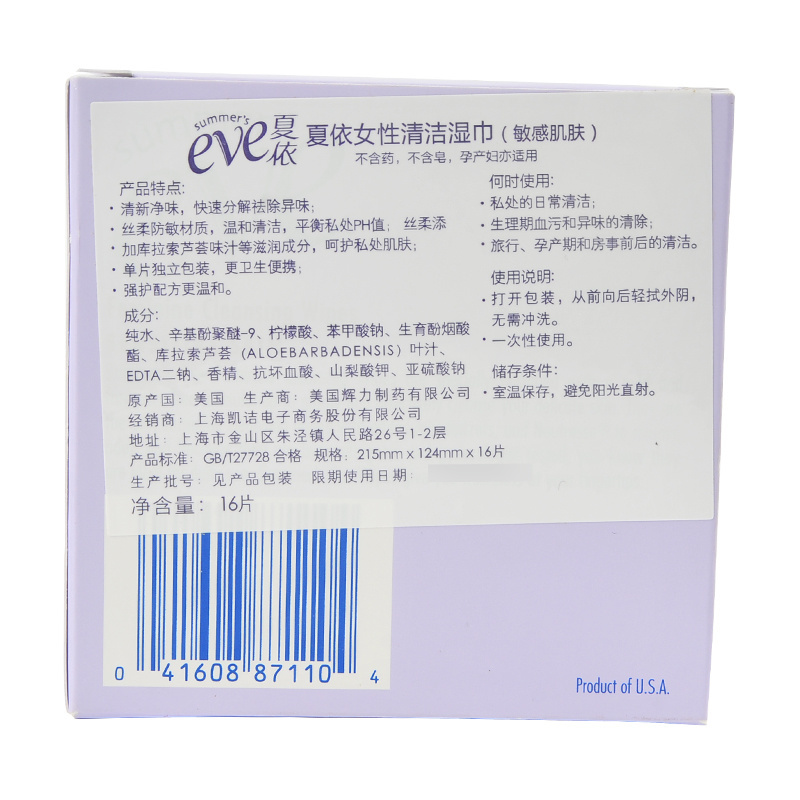 summer's
eve夏依
夏依女性清洁湿巾（敏感肌肤）
不含药，不含皂，孕产妇亦适用
产品特点：
·清新净味，快速分解祛除异味；
·丝柔防敏材质，温和清洁，平衡私处PH值； 丝柔添
·加库拉索芦荟味汁等滋润成分，呵护私处肌肤；
·单片独立包装，更卫生便携；
·强护配方更温和。
成分：
纯水、辛基酚聚醚-9、柠檬酸、苯甲酸钠、生育酚烟酸
酯、库拉索芦荟（ALOEBARBADENSIS）叶汁、
EDTA二钠、香精、抗坏血酸、山梨酸钾、亚硫酸钠
原产国：美国 生产商：美国辉力制药有限公司
经销商：上海凯诘电子商务股份有限公司
地址：上海市金山区朱泾镇人民路26号1-2层
产品标准：GB/T27728 合格 规格：215mm x 124mm x 16片
生产批号：见产品包装 限期使用日期：
净含量：16片
何时使用：
·私处的日常清洁；
·生理期血污和异味的清除；
·旅行、孕产期和房事前后的清洁。
使用说明：
·打开包装，从前向后轻拭外阴，
无需冲洗。
·一次性使用。
储存条件：
·室温保存，避免阳光直射。
0 41608 87110 4
Product of U.S.A.